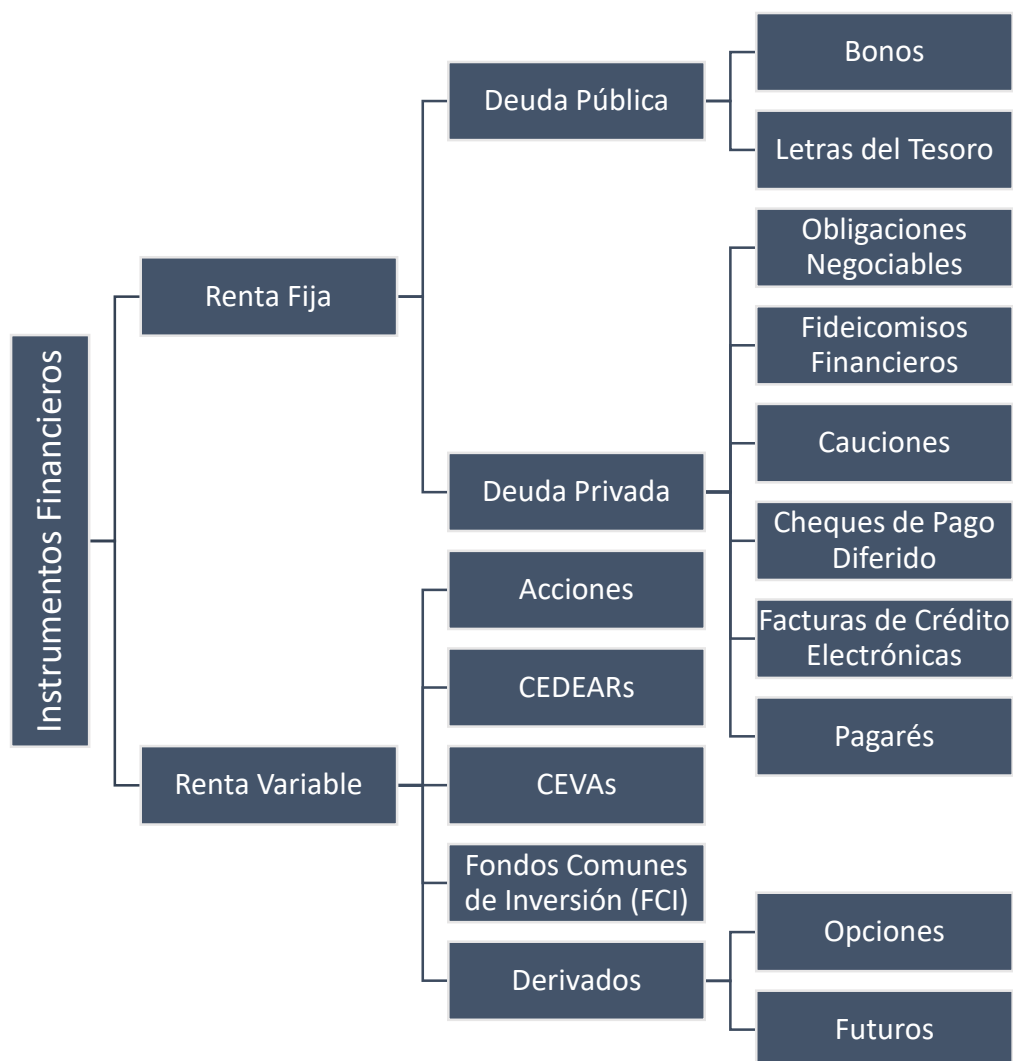 Instrumentos Financieros
Renta Fija
Deuda Pública
Bonos
Letras del Tesoro
Deuda Privada
Obligaciones
Negociables
Fideicomisos
Financieros
Cauciones
Cheques de Pago
Diferido
Facturas de Crédito
Electrónicas
Pagarés
Renta Variable
Acciones
CEDEARs
CEVAs
Fondos Comunes
de Inversión (FCI)
Derivados
Opciones
Futuros